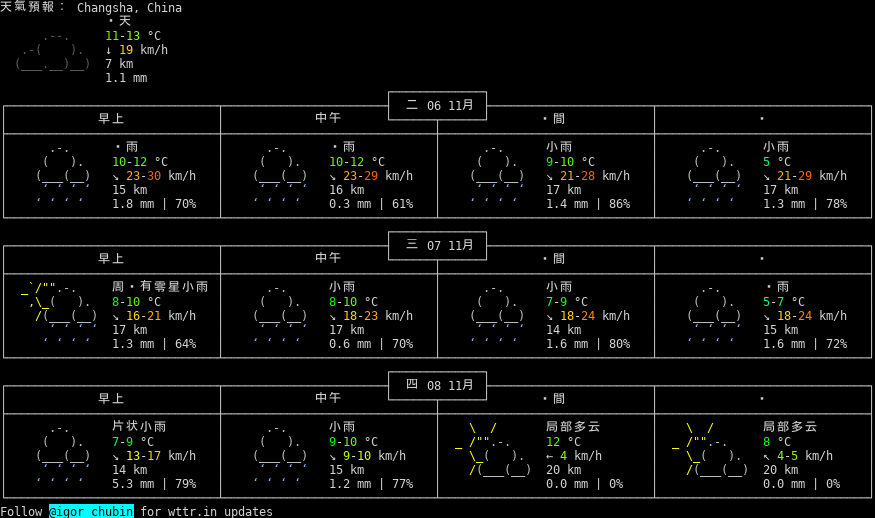 天氣預報： Changsha, China
・天
11-13 °C
↓ 19 km/h
7 km
1.1 mm
二 06 11月
早上 中午 ・間 ・
・雨 ・雨 小雨 小雨
10-12 °C 10-12 °C 9-10 °C 5 °C
↘ 23-30 km/h ↘ 23-29 km/h ↘ 21-28 km/h ↘ 21-29 km/h
15 km 16 km 17 km 17 km
1.8 mm | 70% 0.3 mm | 61% 1.4 mm | 86% 1.3 mm | 78%
三 07 11月
早上 中午 ・間 ・
周・有零星小雨 小雨 小雨 ・雨
8-10 °C 8-10 °C 7-9 °C 5-7 °C
↘ 16-21 km/h ↘ 18-23 km/h ↘ 18-24 km/h ↘ 18-24 km/h
17 km 17 km 14 km 15 km
1.3 mm | 64% 0.6 mm | 70% 1.6 mm | 80% 1.6 mm | 72%
四 08 11月
早上 中午 ・間 ・
片状小雨 小雨 局部多云 局部多云
7-9 °C 9-10 °C 12 °C 8 °C
↘ 13-17 km/h ↘ 9-10 km/h ← 4 km/h ↖ 4-5 km/h
14 km 15 km 20 km 20 km
5.3 mm | 79% 1.2 mm | 77% 0.0 mm | 0% 0.0 mm | 0%
Follow @igor_chubin for wttr.in updates